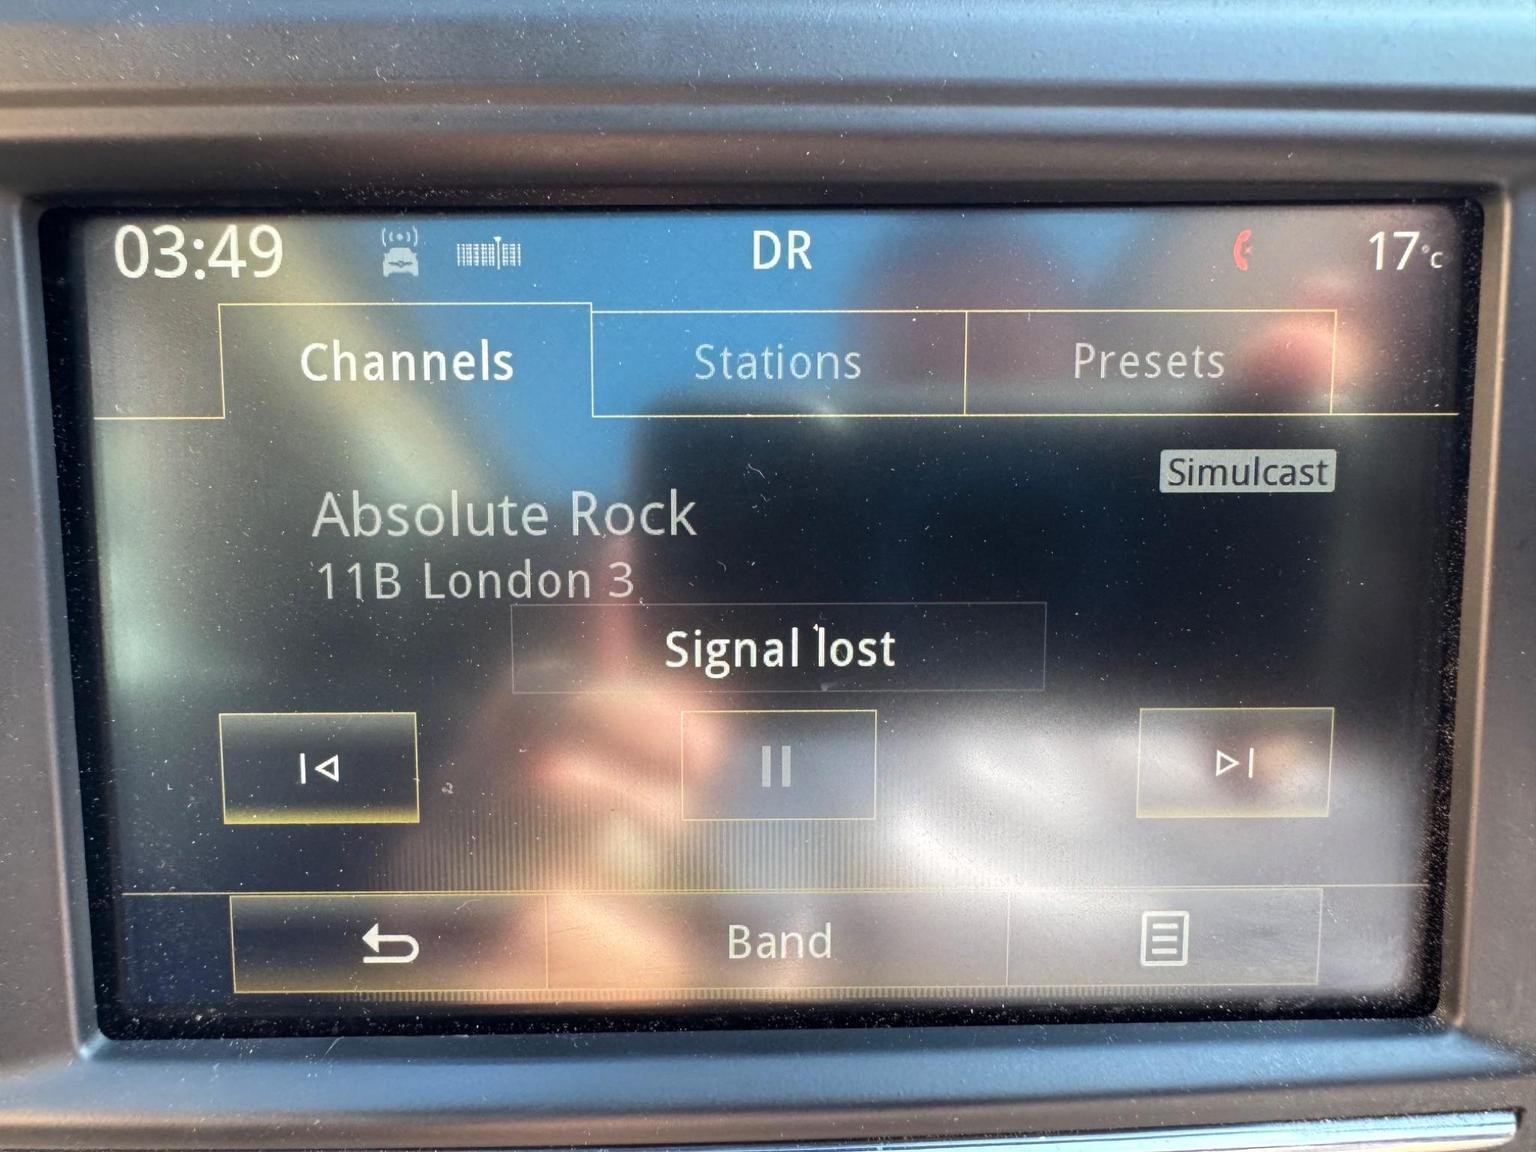 03:49 DR 17°C
Channels Stations Presets
Simulcast
Absolute Rock
11B London 3
Signal lost
Band